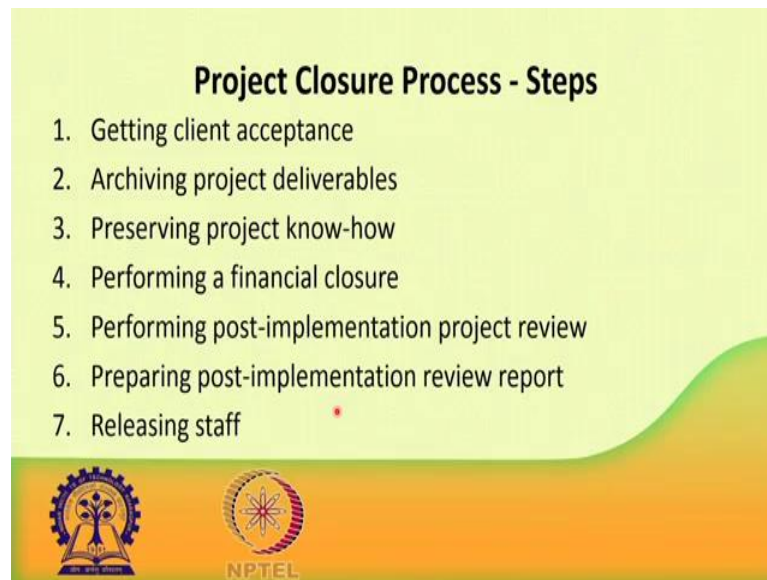 Project Closure Process - Steps
1. Getting client acceptance
2. Archiving project deliverables
3. Preserving project know-how
4. Performing a financial closure
5. Performing post-implementation project review
6. Preparing post-implementation review report
7. Releasing staff
NPTEL